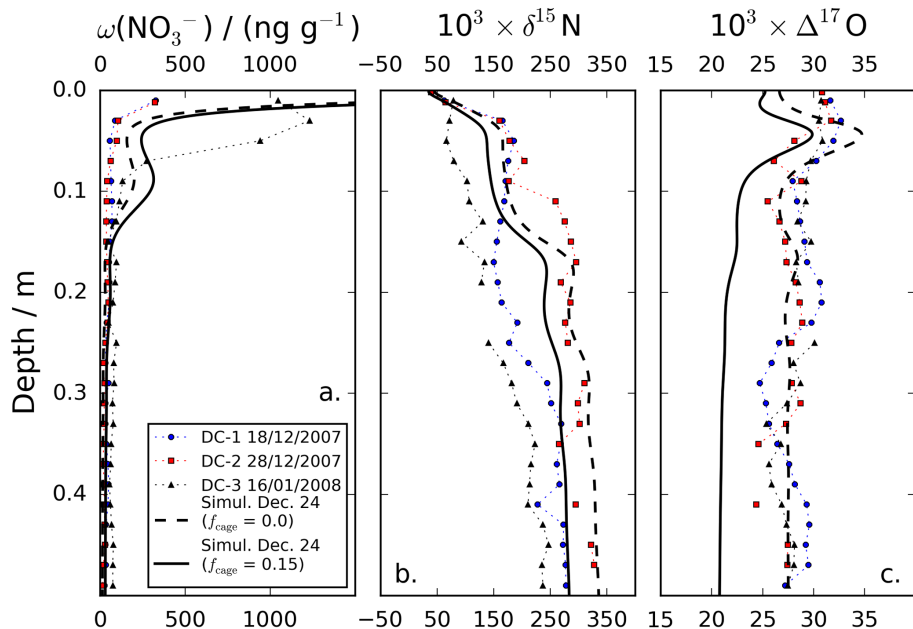 ω(NO₃⁻) / (ng g⁻¹)
10³ × δ¹⁵N
10³ × Δ¹⁷O
0 500 1000
−50 50 150 250 350
15 20 25 30 35
0.0
0.1
0.2
0.3
0.4
Depth / m
a.
b.
c.
DC-1 18/12/2007
DC-2 28/12/2007
DC-3 16/01/2008
Simul. Dec. 24
(f_cage = 0.0)
Simul. Dec. 24
(f_cage = 0.15)
0 500 1000
−50 50 150 250 350
15 20 25 30 35